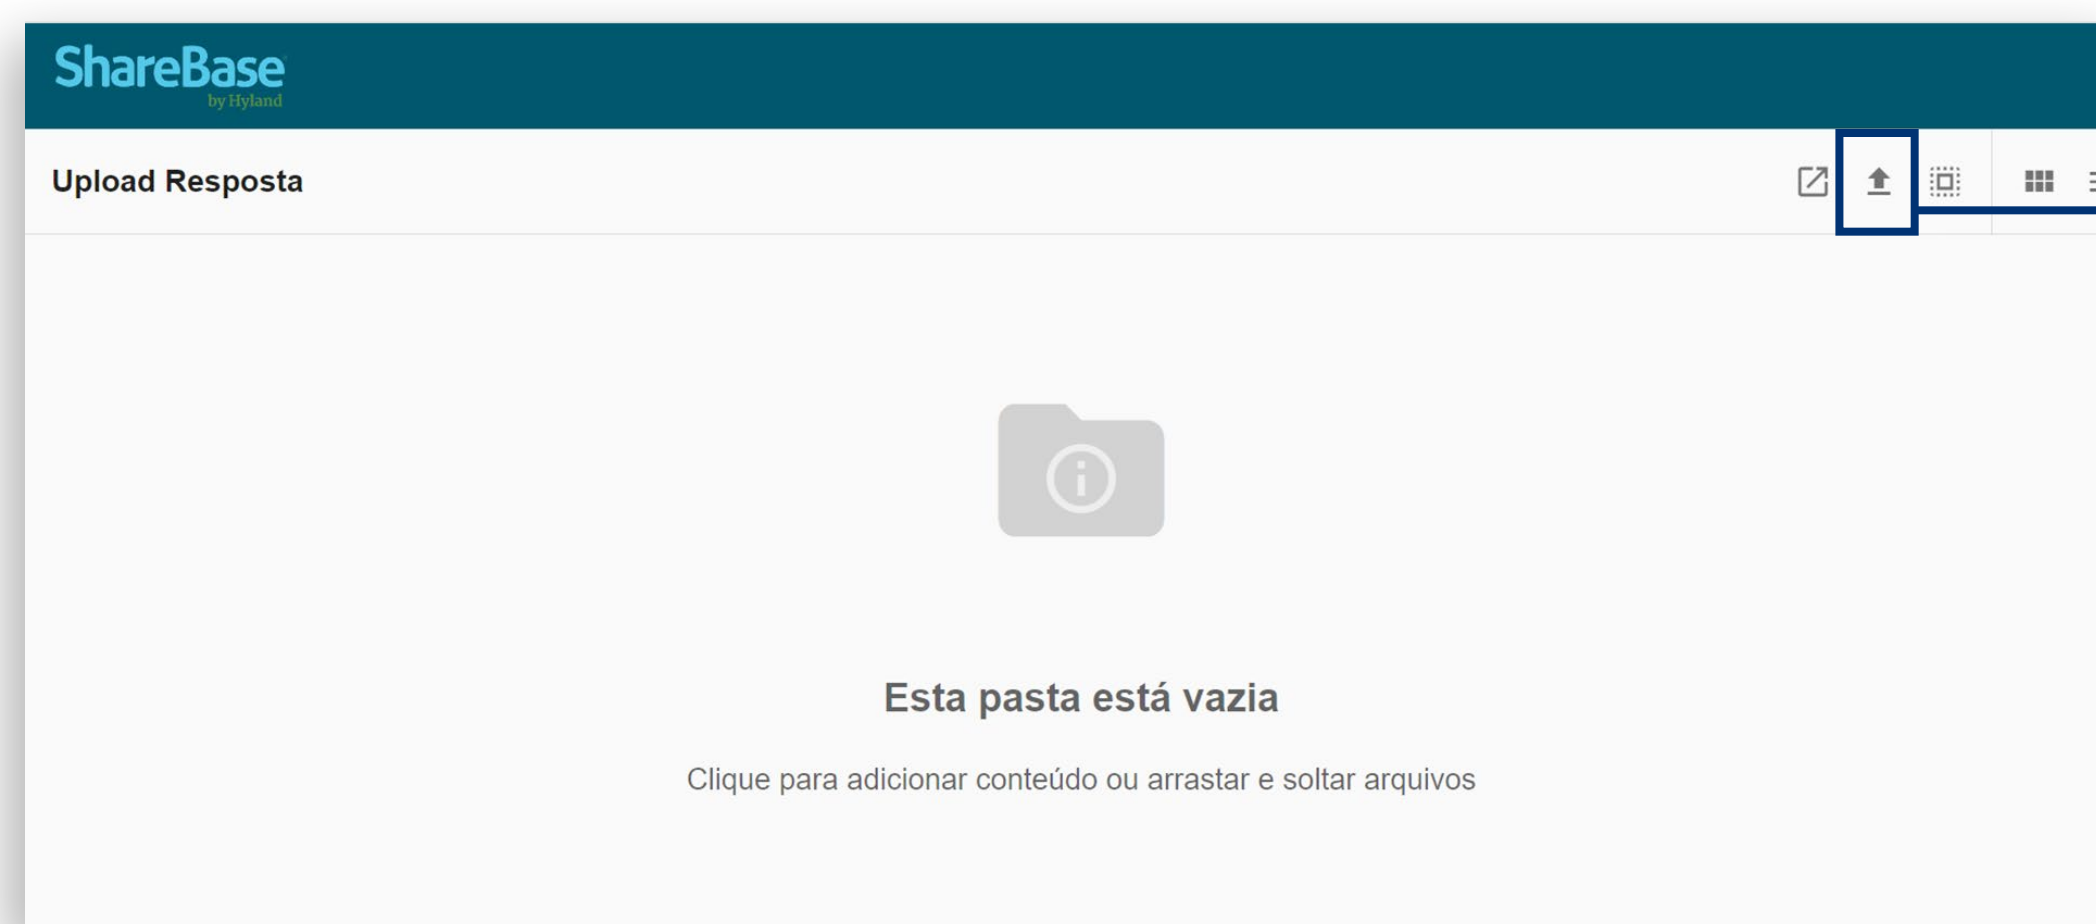 ShareBase
by Hyland
Upload Resposta
Esta pasta está vazia
Clique para adicionar conteúdo ou arrastar e soltar arquivos